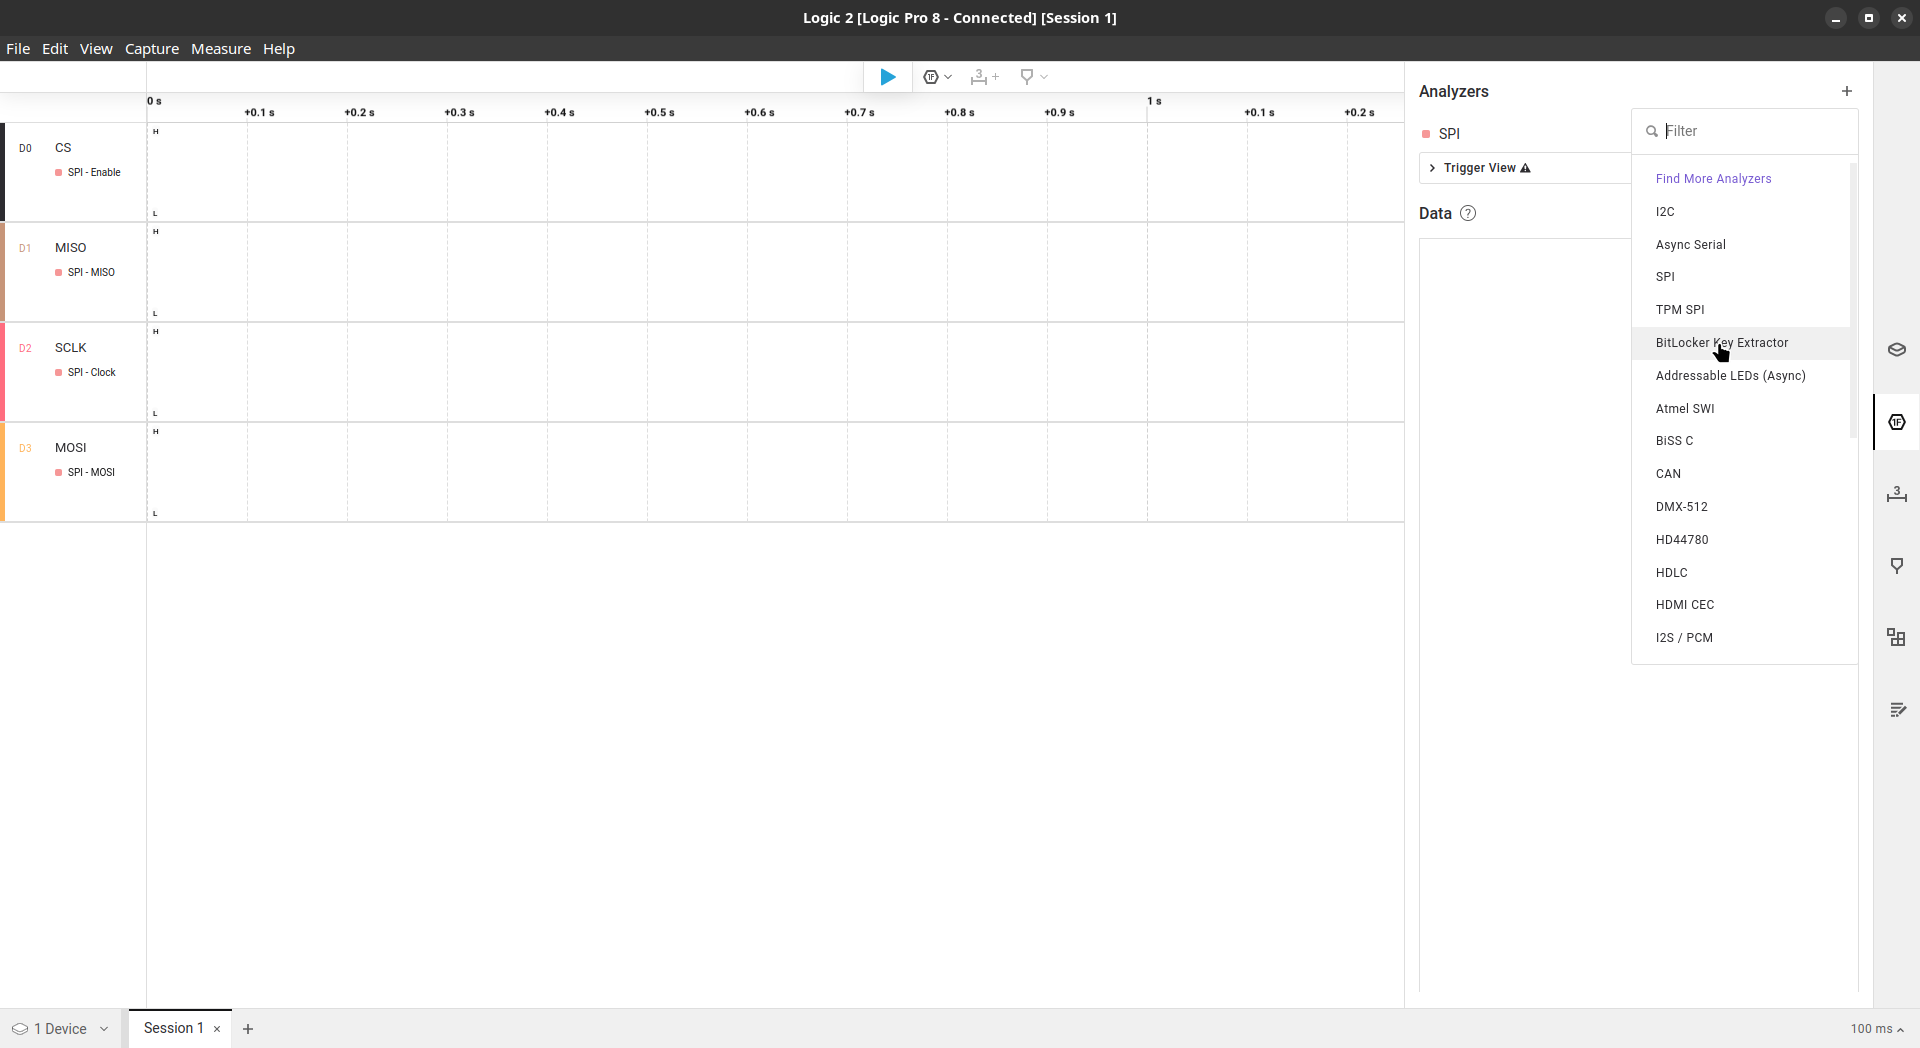 Logic 2 [Logic Pro 8 - Connected] [Session 1]
File Edit View Capture Measure Help
0 s
1 s
+0.1 s +0.2 s +0.3 s +0.4 s +0.5 s +0.6 s +0.7 s +0.8 s +0.9 s +0.1 s +0.2 s
D0 CS
SPI - Enable
H
L
D1 MISO
SPI - MISO
H
L
D2 SCLK
SPI - Clock
H
L
D3 MOSI
SPI - MOSI
H
L
1F
3 +
Analyzers
SPI
Trigger View
Data ?
Filter
Find More Analyzers
I2C
Async Serial
SPI
TPM SPI
BitLocker Key Extractor
Addressable LEDs (Async)
Atmel SWI
BiSS C
CAN
DMX-512
HD44780
HDLC
HDMI CEC
I2S / PCM
1F
3
1 Device
Session 1 ×
100 ms